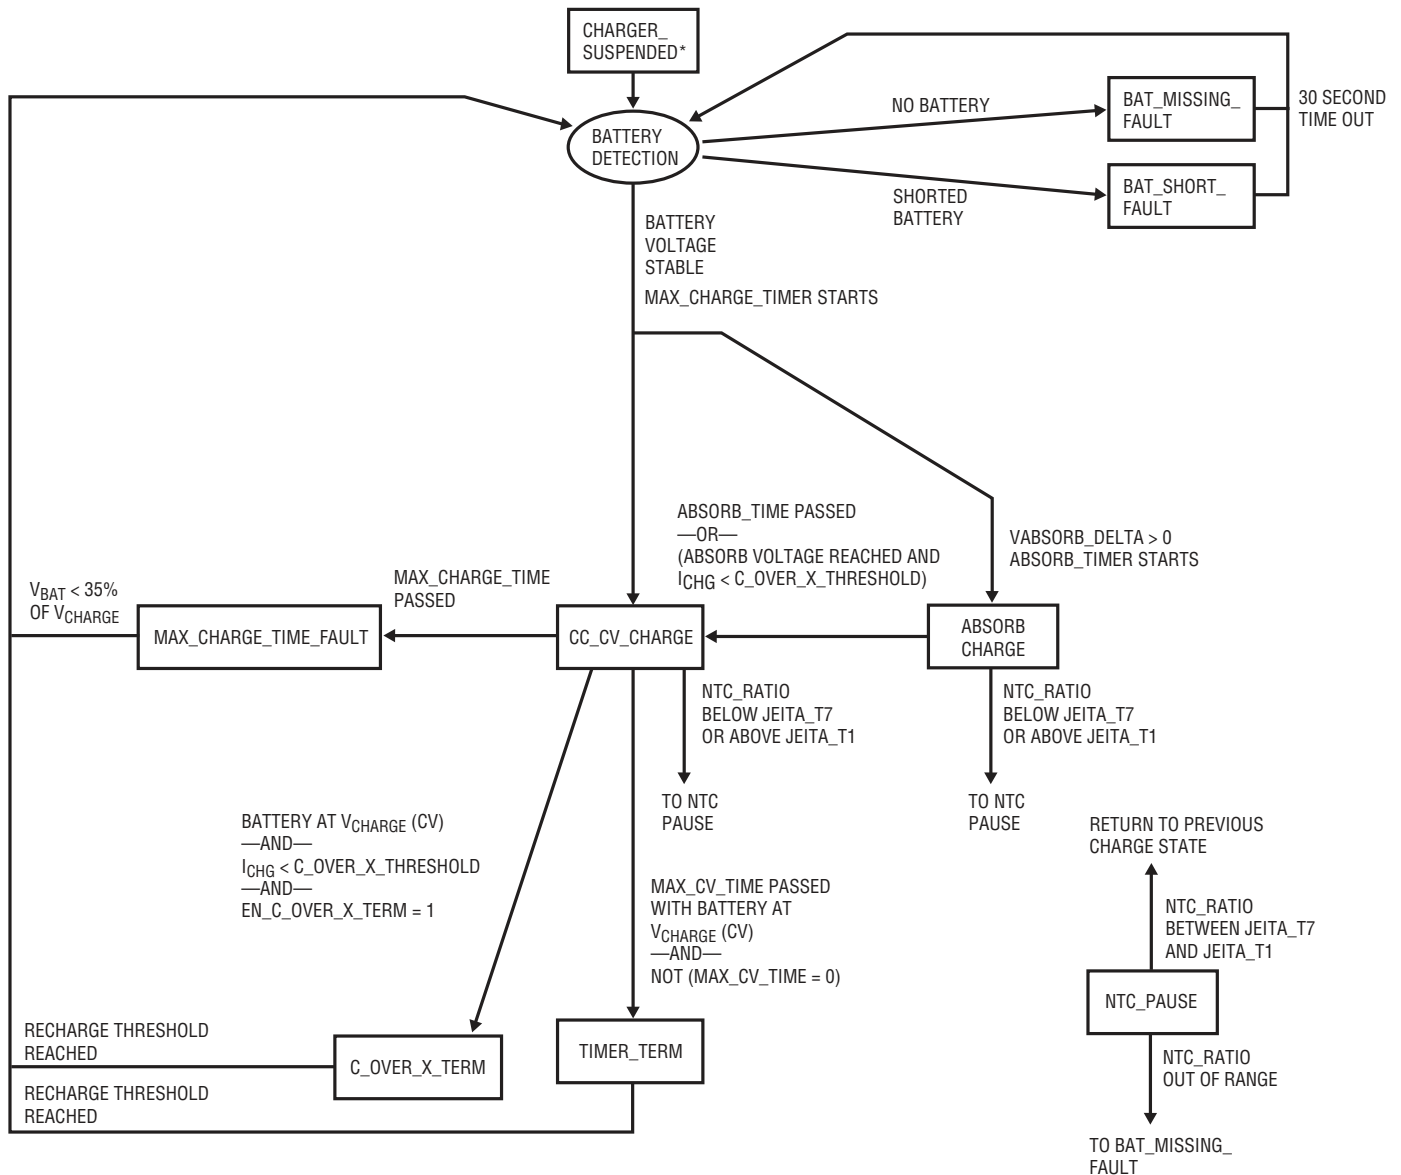 CHARGER_
SUSPENDED*
BATTERY
DETECTION
NO BATTERY
BAT_MISSING_
FAULT
30 SECOND
TIME OUT
SHORTED
BATTERY
BAT_SHORT_
FAULT
BATTERY
VOLTAGE
STABLE
MAX_CHARGE_TIMER STARTS
ABSORB_TIME PASSED
—OR—
(ABSORB VOLTAGE REACHED AND
ICHG < C_OVER_X_THRESHOLD)
VABSORB_DELTA > 0
ABSORB_TIMER STARTS
VBAT < 35%
OF VCHARGE
MAX_CHARGE_TIME_FAULT
MAX_CHARGE_TIME
PASSED
CC_CV_CHARGE
ABSORB
CHARGE
NTC_RATIO
BELOW JEITA_T7
OR ABOVE JEITA_T1
TO NTC
PAUSE
NTC_RATIO
BELOW JEITA_T7
OR ABOVE JEITA_T1
TO NTC
PAUSE
BATTERY AT VCHARGE (CV)
—AND—
ICHG < C_OVER_X_THRESHOLD
—AND—
EN_C_OVER_X_TERM = 1
MAX_CV_TIME PASSED
WITH BATTERY AT
VCHARGE (CV)
—AND—
NOT (MAX_CV_TIME = 0)
RETURN TO PREVIOUS
CHARGE STATE
NTC_RATIO
BETWEEN JEITA_T7
AND JEITA_T1
NTC_PAUSE
NTC_RATIO
OUT OF RANGE
TO BAT_MISSING_
FAULT
RECHARGE THRESHOLD
REACHED
C_OVER_X_TERM
TIMER_TERM
RECHARGE THRESHOLD
REACHED